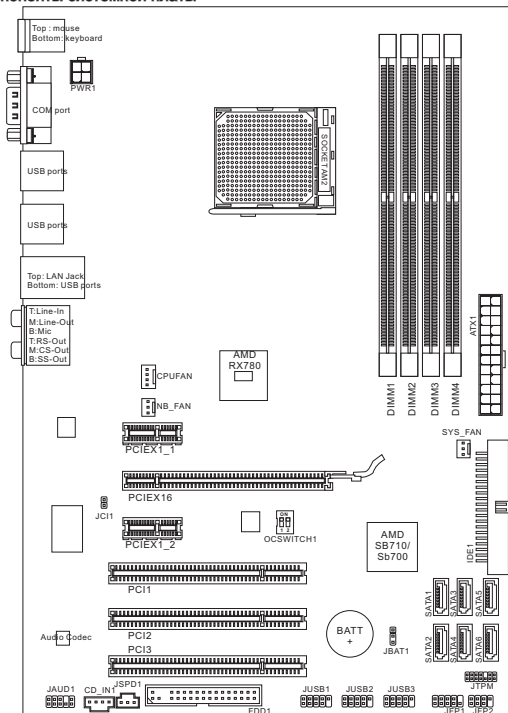 Top : mouse
Bottom: keyboard
PWR1
COM port
SOCKET AM2
USB ports
USB ports
Top: LAN Jack
Bottom: USB ports
T:Line-In
M:Line-Out
B:Mic
T:RS-Out
M:CS-Out
B:SS-Out
ATX1
AMD
RX780
CPUFAN
DIMM1
DIMM2
DIMM3
DIMM4
NB_FAN
SYS_FAN
PCIEX1_1
PCIEX16
JCI1
ON
1 2
OCSWITCH1
PCIEX1_2
AMD
SB710/
Sb700
IDE1
PCI1
SATA1
SATA3
SATA5
PCI2
BATT
+
JBAT1
SATA2
SATA4
SATA6
Audio Codec
PCI3
JTPM
JAUD1
CD_IN1
JSPD1
FDD1
JUSB1
JUSB2
JUSB3
JFP1
JFP2